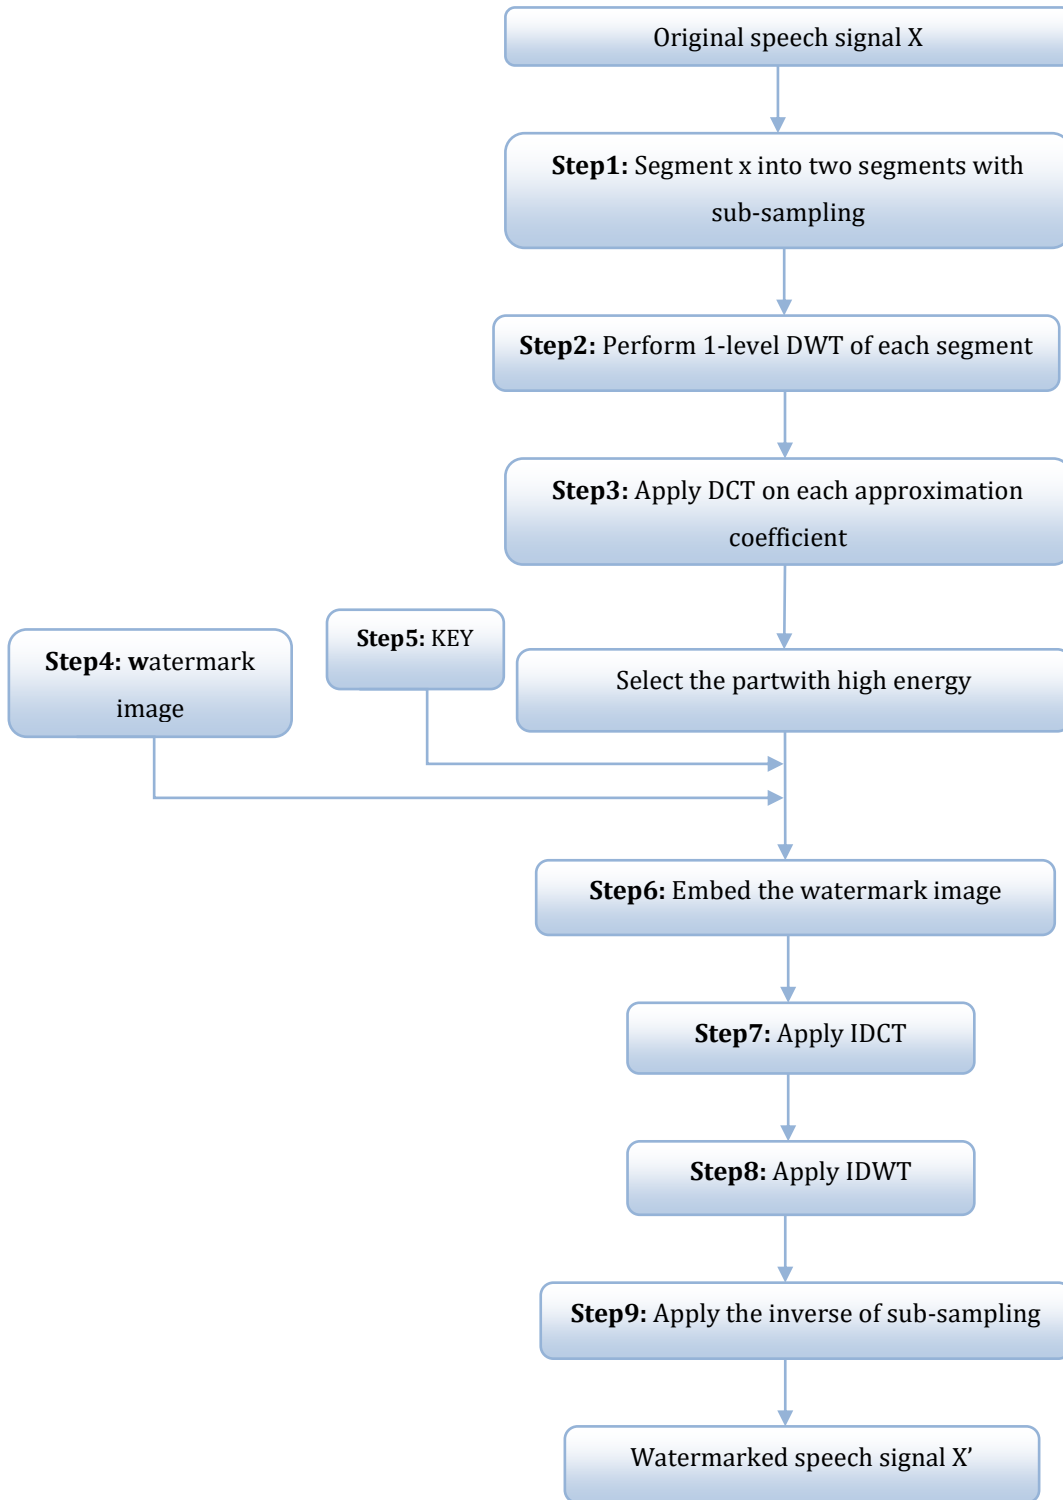 Original speech signal X
Step1: Segment x into two segments with
sub-sampling
Step2: Perform 1-level DWT of each segment
Step3: Apply DCT on each approximation
coefficient
Step4: watermark
image
Step5: KEY
Select the partwith high energy
Step6: Embed the watermark image
Step7: Apply IDCT
Step8: Apply IDWT
Step9: Apply the inverse of sub-sampling
Watermarked speech signal X’